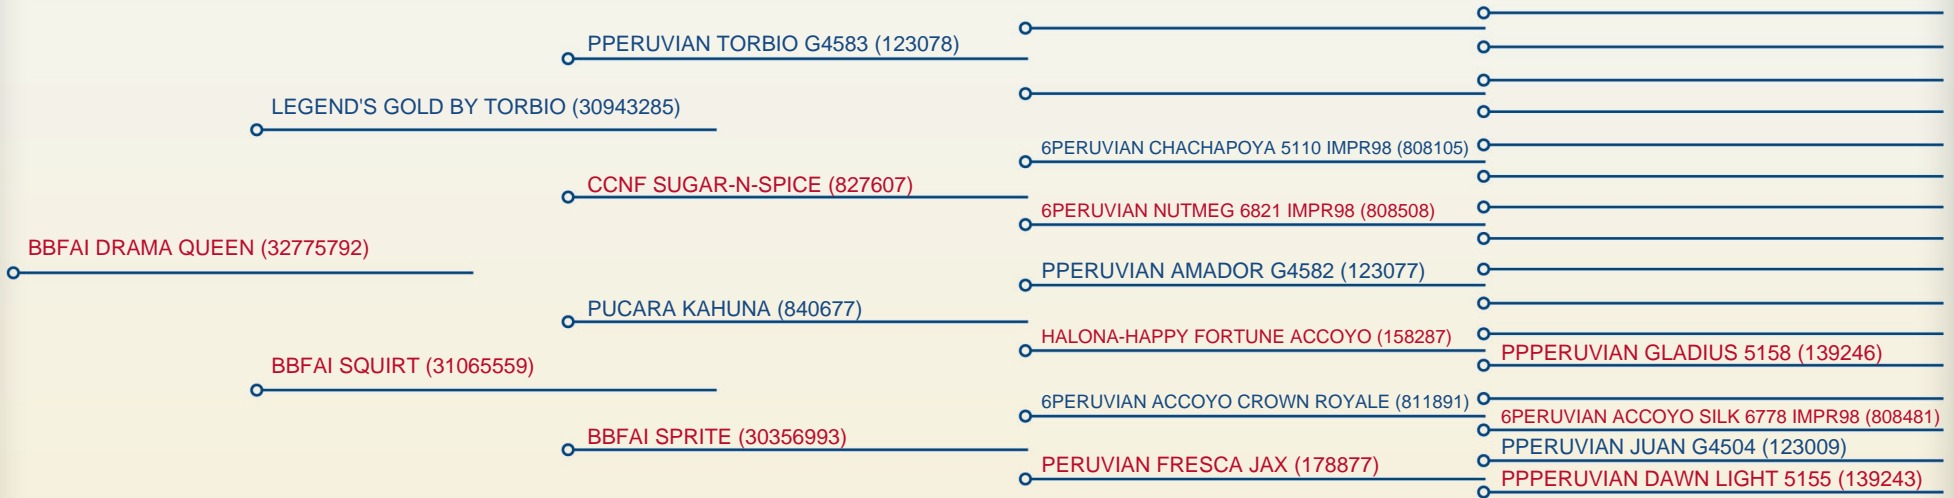 PPERUVIAN TORBIO G4583 (123078)
LEGEND'S GOLD BY TORBIO (30943285)
6PERUVIAN CHACHAPOYA 5110 IMPR98 (808105)
CCNF SUGAR-N-SPICE (827607)
6PERUVIAN NUTMEG 6821 IMPR98 (808508)
BBFAI DRAMA QUEEN (32775792)
PPERUVIAN AMADOR G4582 (123077)
PUCARA KAHUNA (840677)
HALONA-HAPPY FORTUNE ACCOYO (158287)
PPPERUVIAN GLADIUS 5158 (139246)
BBFAI SQUIRT (31065559)
6PERUVIAN ACCOYO CROWN ROYALE (811891)
6PERUVIAN ACCOYO SILK 6778 IMPR98 (808481)
BBFAI SPRITE (30356993)
PPERUVIAN JUAN G4504 (123009)
PERUVIAN FRESCA JAX (178877)
PPPERUVIAN DAWN LIGHT 5155 (139243)